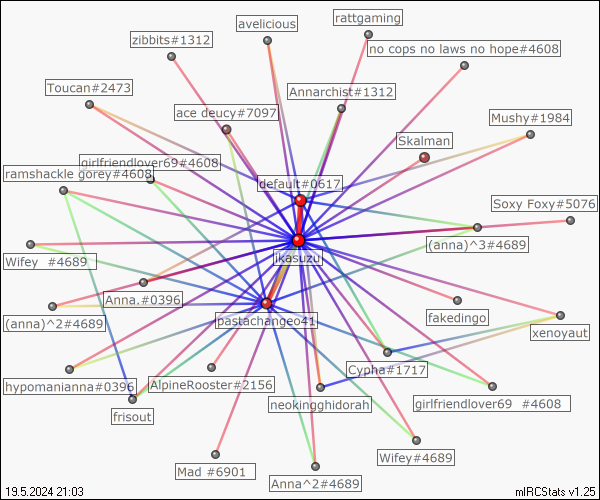 rattgaming
avelicious
zibbits#1312
no cops no laws no hope#4608
Toucan#2473
Annarchist#1312
ace deucy#7097
Mushy#1984
Skalman
girlfriendlover69#4608
ramshackle gorey#4608
default#0617
Soxy Foxy#5076
(anna)^3#4689
Wifey #4689
ikasuzu
Anna.#0396
(anna)^2#4689
pastachangeo41
fakedingo
xenoyaut
Cypha#1717
hypomanianna#0396
AlpineRooster#2156
neokingghidorah
girlfriendlover69 #4608
frisout
Wifey#4689
Mad #6901
Anna^2#4689
19.5.2024 21:03
mIRCStats v1.25